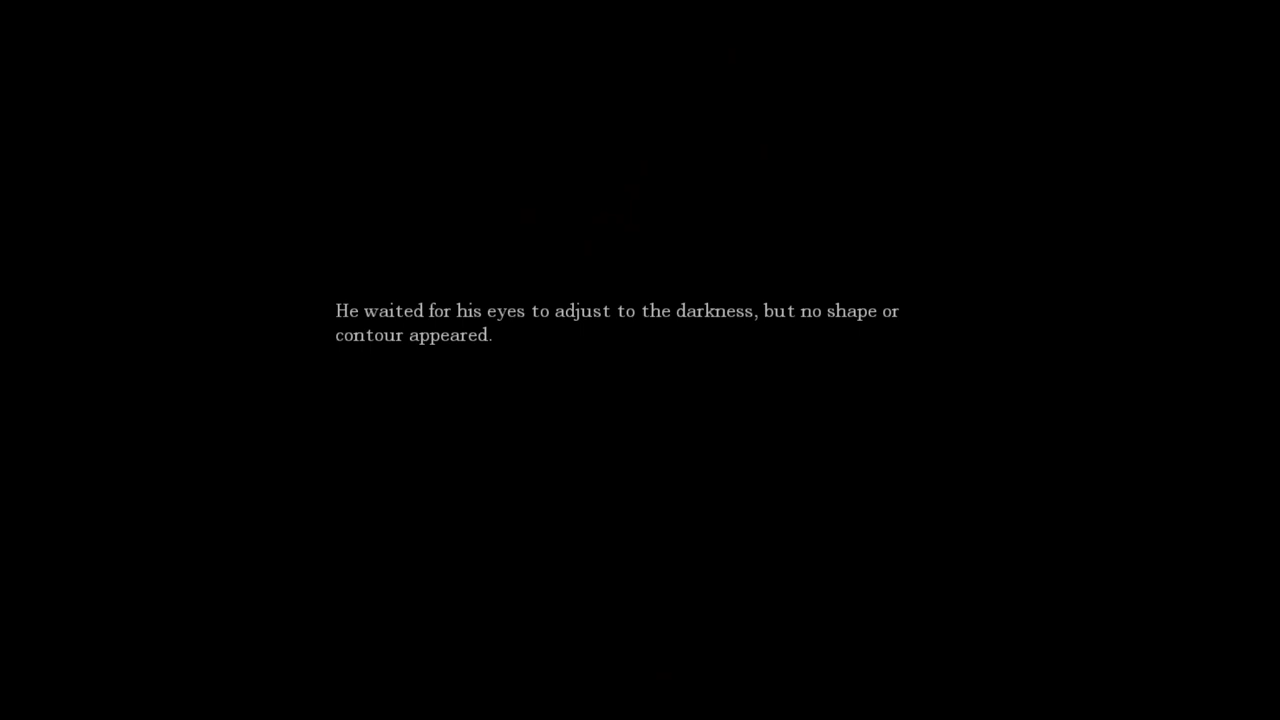 He waited for his eyes to adjust to the darkness, but no shape or
contour appeared.